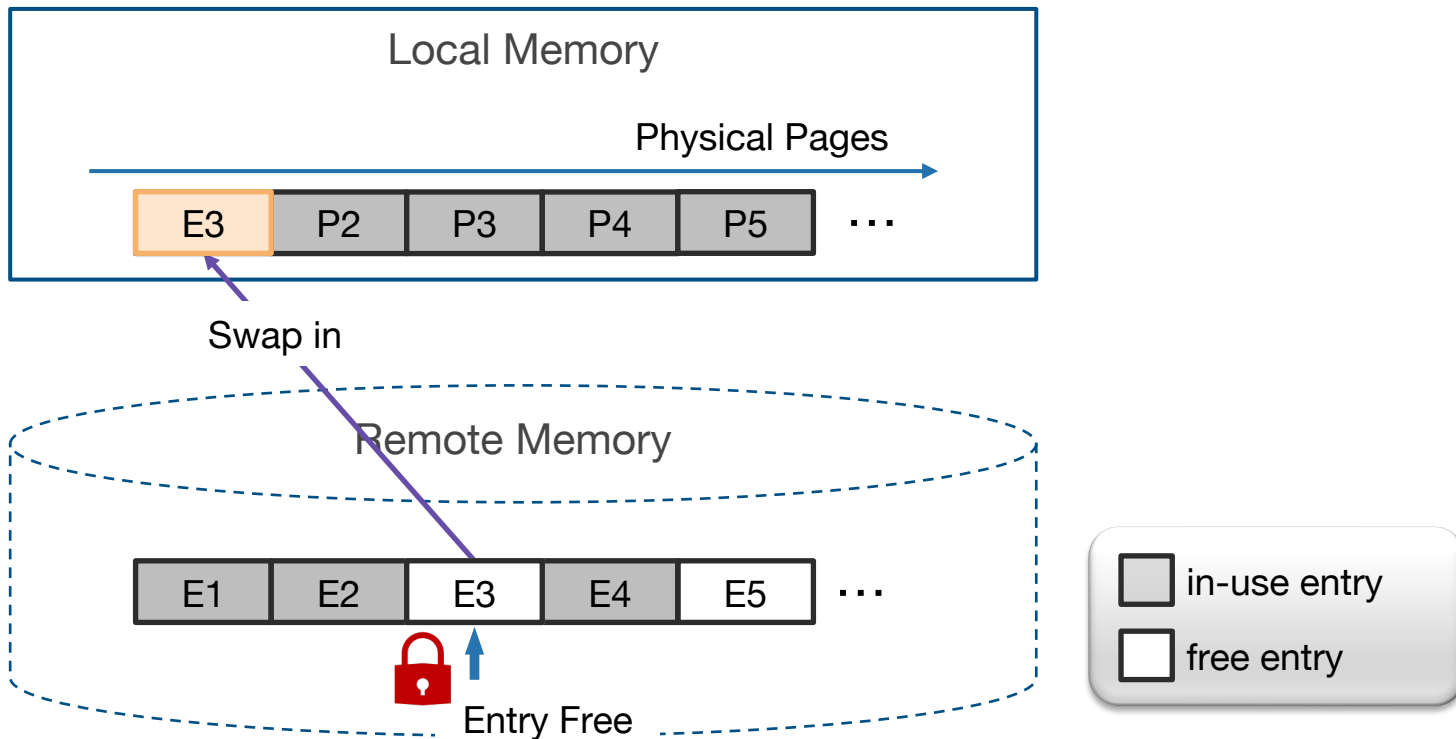 Local Memory
Physical Pages
E3 P2 P3 P4 P5 ...
Swap in
Remote Memory
E1 E2 E3 E4 E5 ...
in-use entry
free entry
Entry Free